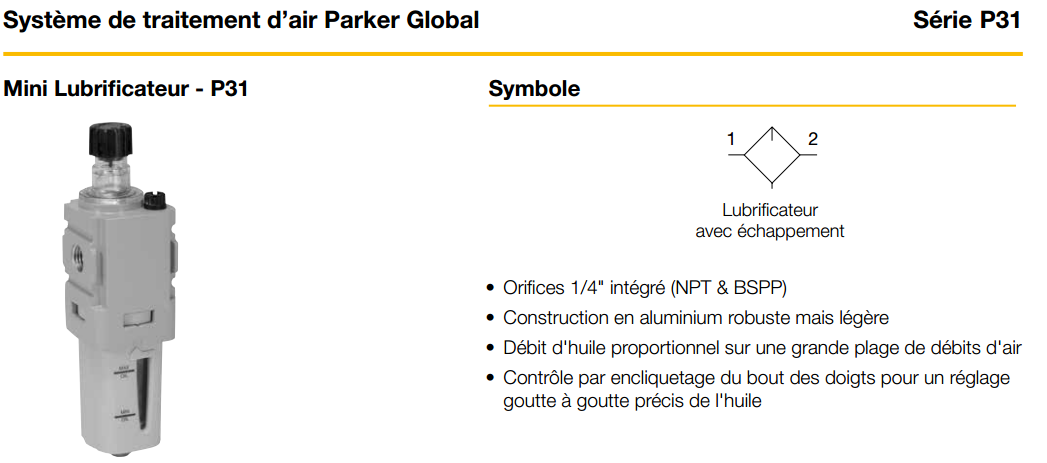 Système de traitement d’air Parker Global
Série P31
Mini Lubrificateur - P31
Symbole
1
2
Lubrificateur
avec échappement
• Orifices 1/4" intégré (NPT & BSPP)
• Construction en aluminium robuste mais légère
• Débit d'huile proportionnel sur une grande plage de débits d'air
• Contrôle par encliquetage du bout des doigts pour un réglage
goutte à goutte précis de l'huile